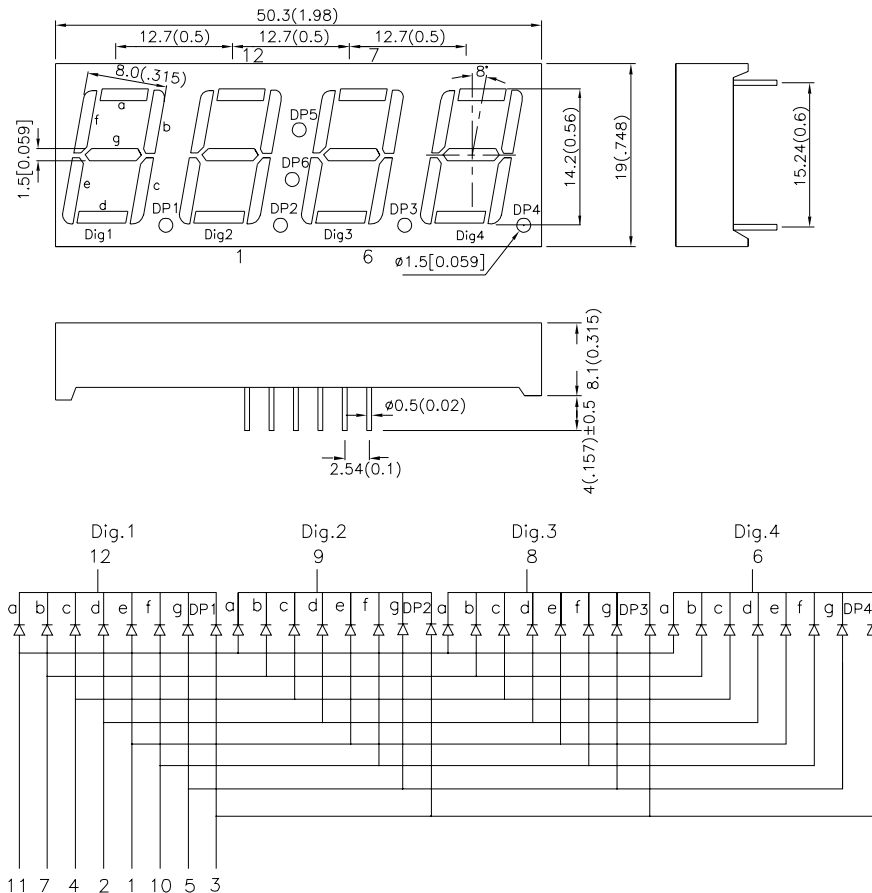 50.3(1.98)
12.7(0.5) 12.7(0.5) 12.7(0.5)
12 7
8.0(.315)
8°
a
f b
g
e c
d
1.5[0.059]
DP5
DP6
DP1 DP2 DP3 DP4
Dig1 Dig2 Dig3 Dig4
1 6
ø1.5[0.059]
14.2(0.56)
19(.748)
15.24(0.6)
8.1(0.315)
4(.157)±0.5
ø0.5(0.02)
2.54(0.1)
Dig.1 Dig.2 Dig.3 Dig.4
12 9 8 6
a b c d e f g DP1 a b c d e f g DP2 a b c d e f g DP3 a b c d e f g DP4
11 7 4 2 1 10 5 3